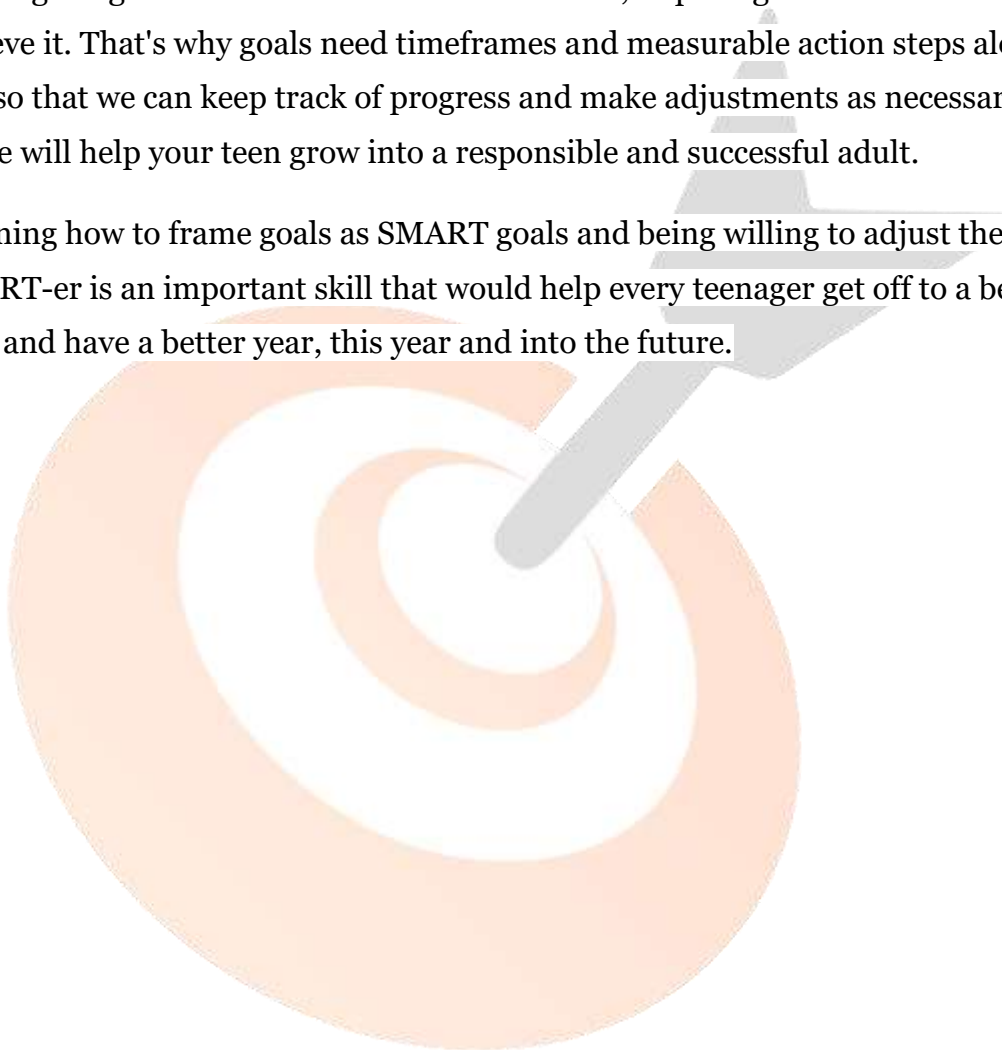 eve it. That's why goals need timeframes and measurable action steps alo
so that we can keep track of progress and make adjustments as necessar
e will help your teen grow into a responsible and successful adult.
ning how to frame goals as SMART goals and being willing to adjust the
RT-er is an important skill that would help every teenager get off to a be
and have a better year, this year and into the future.